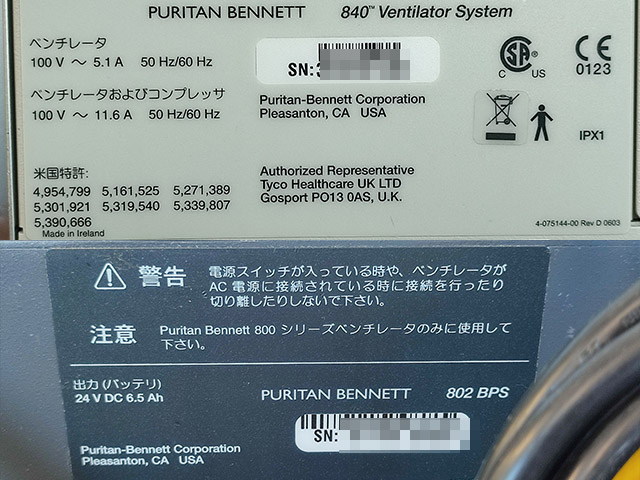 PURITAN BENNETT 840™ Ventilator System
ベンチレータ
100 V ～ 5.1 A 50 Hz/60 Hz
ベンチレータおよびコンプレッサ
100 V ～ 11.6 A 50 Hz/60 Hz
米国特許:
4,954,799 5,161,525 5,271,389
5,301,921 5,319,540 5,339,807
5,390,666
Made in Ireland
SN:
Puritan-Bennett Corporation
Pleasanton, CA USA
Authorized Representative
Tyco Healthcare UK LTD
Gosport PO13 0AS, U.K.
CSA®
C US
CE
0123
IPX1
4-075144-00 Rev D 0603
警告
電源スイッチが入っている時や、ベンチレータが
AC 電源に接続されている時に接続を行ったり
切り離したりしないで下さい。
注意
Puritan Bennett 800 シリーズベンチレータのみに使用して
下さい。
出力 (バッテリ)
24 V DC 6.5 Ah
PURITAN BENNETT 802 BPS
SN:
Puritan-Bennett Corporation
Pleasanton, CA USA